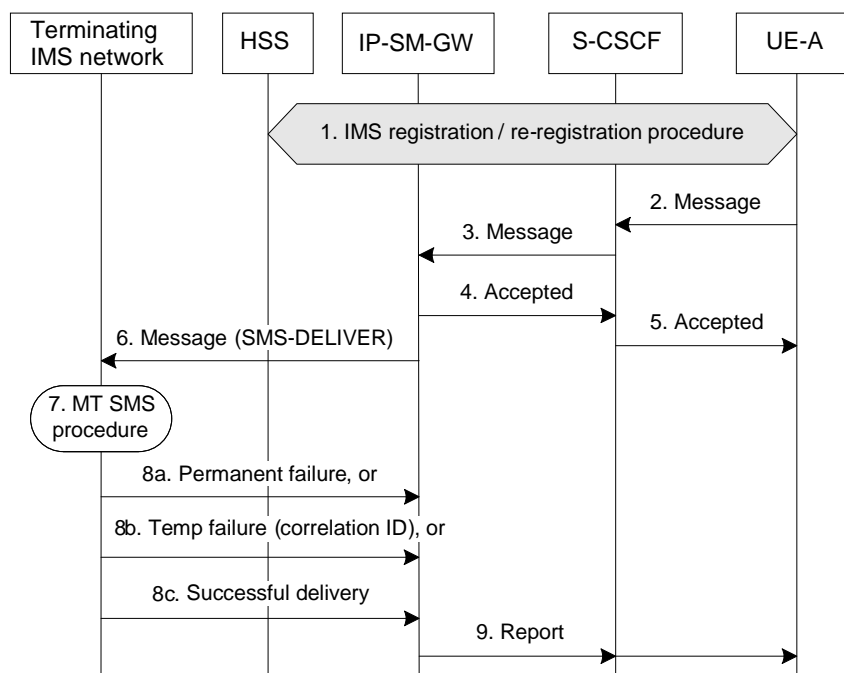 Terminating
IMS network
HSS
IP-SM-GW
S-CSCF
UE-A
1. IMS registration / re-registration procedure
2. Message
3. Message
4. Accepted
5. Accepted
6. Message (SMS-DELIVER)
7. MT SMS
procedure
8a. Permanent failure, or
8b. Temp failure (correlation ID), or
8c. Successful delivery
9. Report